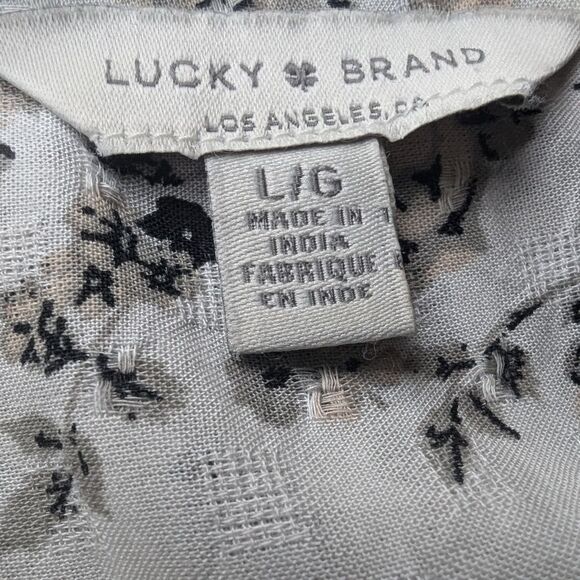 LUCKY BRAND
LOS ANGELES, CA
L/G
MADE IN
INDIA
FABRIQUE
EN INDE